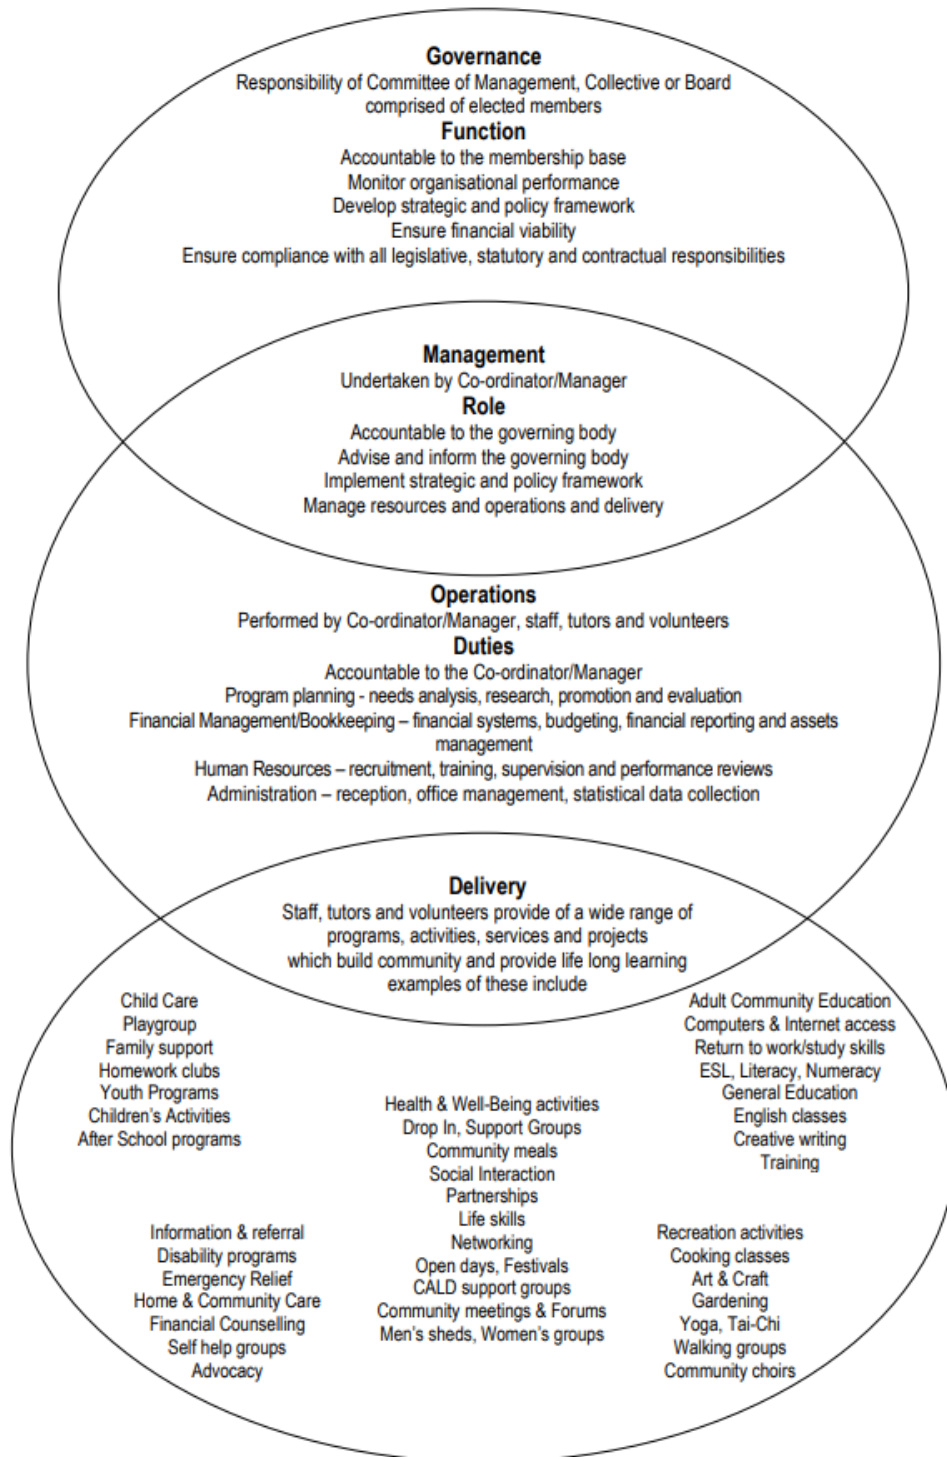 Governance
Responsibility of Committee of Management, Collective or Board
comprised of elected members
Function
Accountable to the membership base
Monitor organisational performance
Develop strategic and policy framework
Ensure financial viability
Ensure compliance with all legislative, statutory and contractual responsibilities
Management
Undertaken by Co-ordinator/Manager
Role
Accountable to the governing body
Advise and inform the governing body
Implement strategic and policy framework
Manage resources and operations and delivery
Operations
Performed by Co-ordinator/Manager, staff, tutors and volunteers
Duties
Accountable to the Co-ordinator/Manager
Program planning - needs analysis, research, promotion and evaluation
Financial Management/Bookkeeping – financial systems, budgeting, financial reporting and assets
management
Human Resources – recruitment, training, supervision and performance reviews
Administration – reception, office management, statistical data collection
Delivery
Staff, tutors and volunteers provide of a wide range of
programs, activities, services and projects
which build community and provide life long learning
examples of these include
Child Care
Playgroup
Family support
Homework clubs
Youth Programs
Children's Activities
After School programs
Adult Community Education
Computers & Internet access
Return to work/study skills
ESL, Literacy, Numeracy
General Education
English classes
Creative writing
Training
Health & Well-Being activities
Drop In, Support Groups
Community meals
Social Interaction
Partnerships
Life skills
Networking
Open days, Festivals
CALD support groups
Community meetings & Forums
Men's sheds, Women's groups
Information & referral
Disability programs
Emergency Relief
Home & Community Care
Financial Counselling
Self help groups
Advocacy
Recreation activities
Cooking classes
Art & Craft
Gardening
Yoga, Tai-Chi
Walking groups
Community choirs